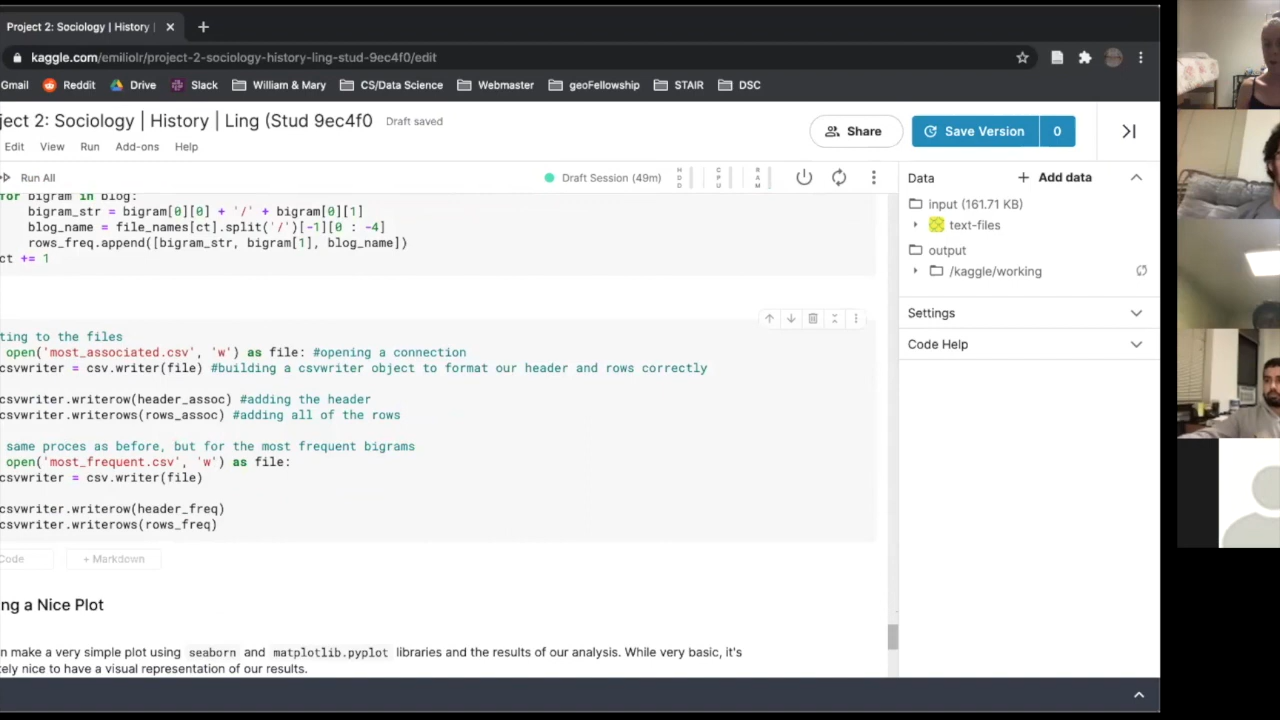 Project 2: Sociology | History |
kaggle.com/emiliolr/project-2-sociology-history-ling-stud-9ec4f0/edit
Gmail Reddit Drive Slack William & Mary CS/Data Science Webmaster geoFellowship STAIR DSC
ject 2: Sociology | History | Ling (Stud 9ec4f0 Draft saved
Share Save Version 0
Edit View Run Add-ons Help
Run All Draft Session (49m) HDD CPU RAM
for bigram in blog:
bigram_str = bigram[0][0] + '/' + bigram[0][1]
blog_name = file_names[ct].split('/')[-1][0 : -4]
rows_freq.append([bigram_str, bigram[1], blog_name])
ct += 1
ting to the files
open('most_associated.csv', 'w') as file: #opening a connection
csvwriter = csv.writer(file) #building a csvwriter object to format our header and rows correctly
csvwriter.writerow(header_assoc) #adding the header
csvwriter.writerows(rows_assoc) #adding all of the rows
same proces as before, but for the most frequent bigrams
open('most_frequent.csv', 'w') as file:
csvwriter = csv.writer(file)
csvwriter.writerow(header_freq)
csvwriter.writerows(rows_freq)
Code + Markdown
ng a Nice Plot
n make a very simple plot using seaborn and matplotlib.pyplot libraries and the results of our analysis. While very basic, it's
tely nice to have a visual representation of our results.
Data + Add data
input (161.71 KB)
text-files
output
/kaggle/working
Settings
Code Help